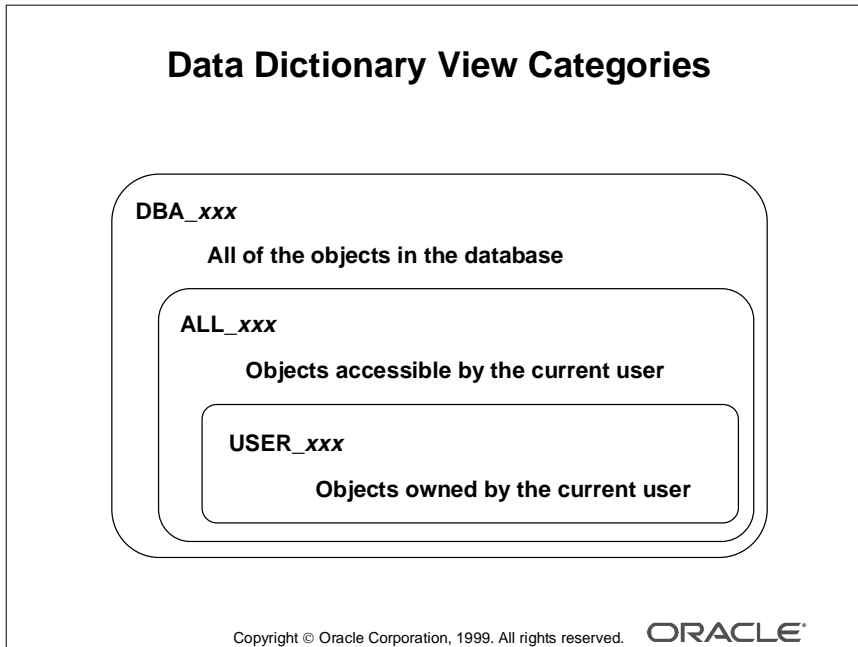 Data Dictionary View Categories
DBA_xxx
All of the objects in the database
ALL_xxx
Objects accessible by the current user
USER_xxx
Objects owned by the current user
Copyright © Oracle Corporation, 1999. All rights reserved. ORACLE®